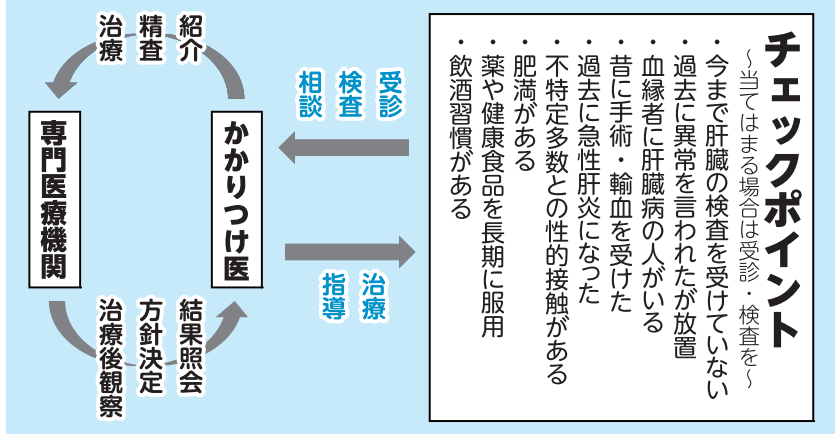 チェックポイント
～当てはまる場合は受診・検査を～
・今まで肝臓の検査を受けていない
・過去に異常を言われたが放置
・血縁者に肝臓病の人がいる
・昔に手術・輸血を受けた
・過去に急性肝炎になった
・不特定多数との性的接触がある
・肥満がある
・薬や健康食品を長期に服用
・飲酒習慣がある
受診
検査
相談
治療
指導
かかりつけ医
紹介
精査
治療
結果照会
方針決定
治療後観察
専門医療機関